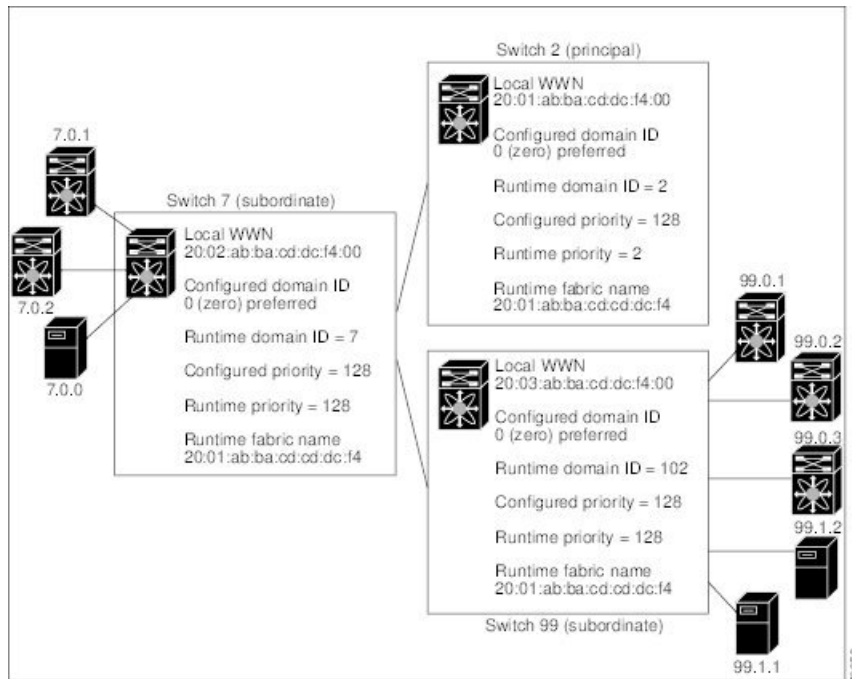 Switch 2 (principal)
Local WWN
20:01:ab:ba:cd:dc:f4:00
Configured domain ID
0 (zero) preferred
Runtime domain ID = 2
Configured priority = 128
Runtime priority = 2
Runtime fabric name
20:01:ab:ba:cd:cd:dc:f4
7.0.1
7.0.2
7.0.0
Switch 7 (subordinate)
Local WWN
20:02:ab:ba:cd:dc:f4:00
Configured domain ID
0 (zero) preferred
Runtime domain ID = 7
Configured priority = 128
Runtime priority = 128
Runtime fabric name
20:01:ab:ba:cd:cd:dc:f4
Local WWN
20:03:ab:ba:cd:dc:f4:00
Configured domain ID
0 (zero) preferred
Runtime domain ID = 102
Configured priority = 128
Runtime priority = 128
Runtime fabric name
20:01:ab:ba:cd:cd:dc:f4
Switch 99 (subordinate)
99.0.1
99.0.2
99.0.3
99.1.2
99.1.1